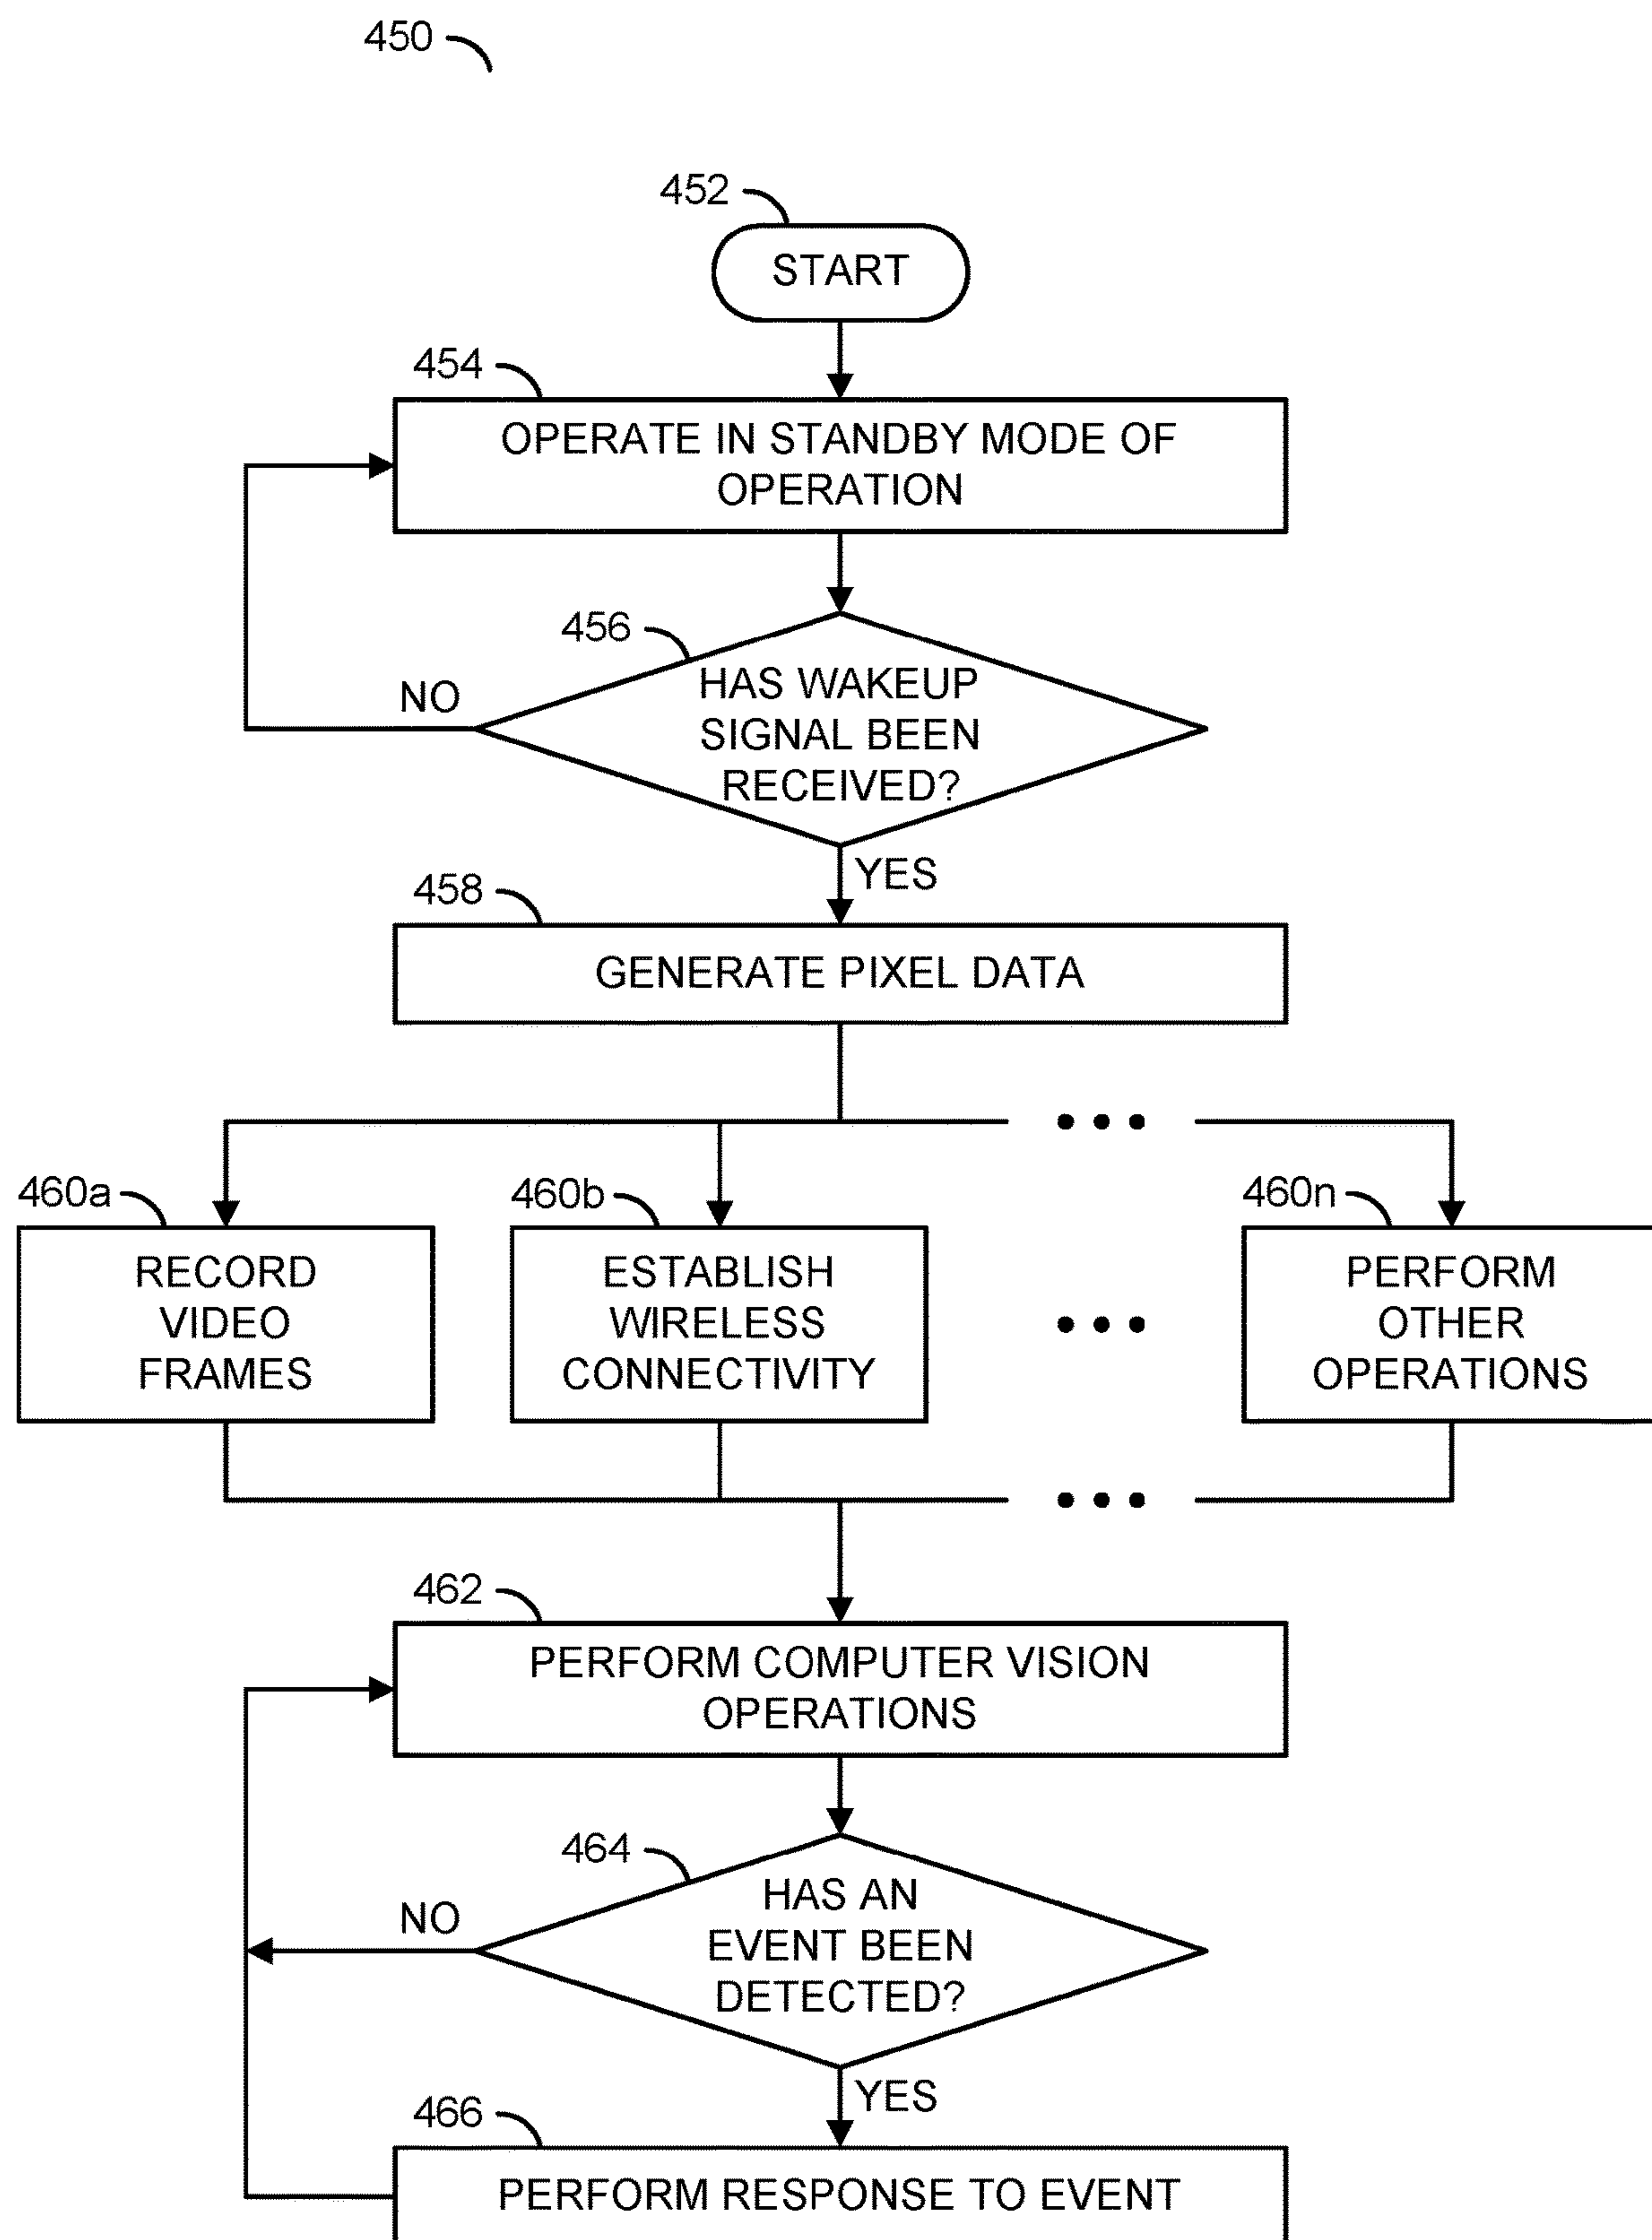 450
452
START
454
OPERATE IN STANDBY MODE OF
OPERATION
456
HAS WAKEUP
SIGNAL BEEN
RECEIVED?
NO
YES
458
GENERATE PIXEL DATA
460a
460b
460n
RECORD
VIDEO
FRAMES
ESTABLISH
WIRELESS
CONNECTIVITY
PERFORM
OTHER
OPERATIONS
462
PERFORM COMPUTER VISION
OPERATIONS
464
HAS AN
EVENT BEEN
DETECTED?
NO
YES
466
PERFORM RESPONSE TO EVENT